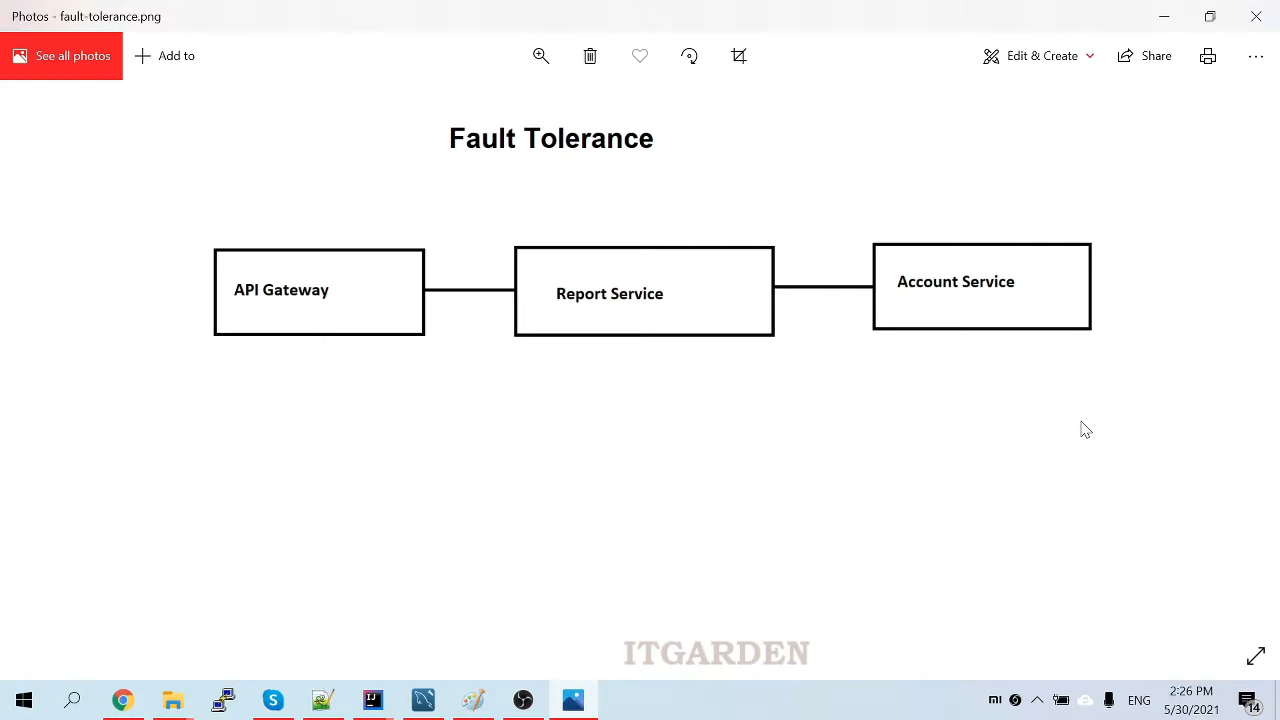 Photos - fault-tolerance.png
See all photos
Add to
Edit & Create
Share
Fault Tolerance
API Gateway
Report Service
Account Service
ITGARDEN
ENG
2:26 PM
5/30/2021
14